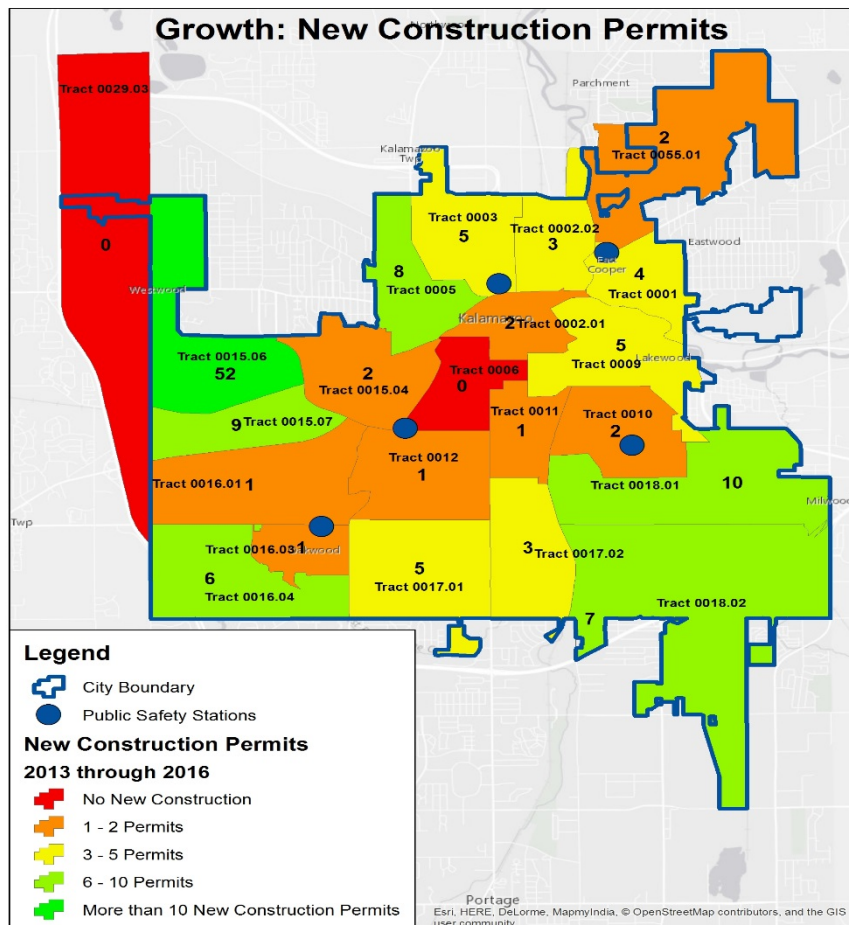 Growth: New Construction Permits
Parchment
Tract 0029.03
Kalamazoo
Twp
2
Tract 0055.01
Tract 0003
5
Tract 0002.02
3
0
Eastwood
East
Cooper
8
Tract 0005
4
Tract 0001
Westwood
Kalamazoo
2
Tract 0002.01
Tract 0015.06
52
5
Tract 0009
Lakewood
2
Tract 0015.04
Tract 0006
0
Tract 0011
1
Tract 0010
2
9
Tract 0015.07
Tract 0012
1
Tract 0016.01
1
Tract 0018.01
10
Milwood
Twp
Tract 0016.03
1
3
Tract 0017.02
6
Tract 0016.04
5
Tract 0017.01
Tract 0018.02
7
Legend
City Boundary
Public Safety Stations
New Construction Permits
2013 through 2016
No New Construction
1 - 2 Permits
3 - 5 Permits
6 - 10 Permits
More than 10 New Construction Permits
Portage
Esri, HERE, DeLorme, MapmyIndia, © OpenStreetMap contributors, and the GIS
user community